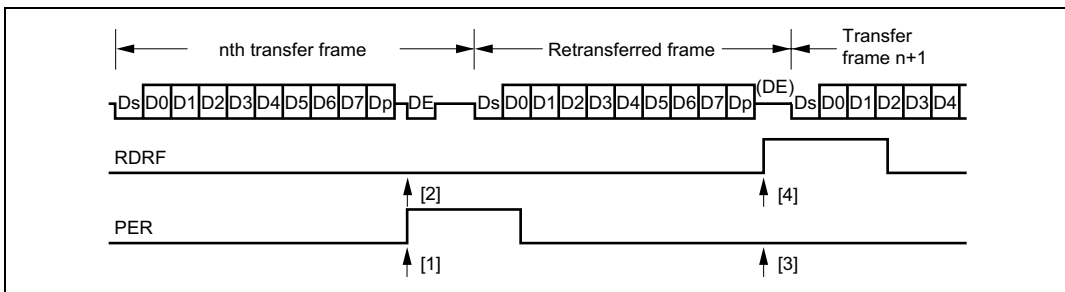 nth transfer frame Retransferred frame Transfer
frame n+1
(DE)
Ds D0 D1 D2 D3 D4 D5 D6 D7 Dp DE Ds D0 D1 D2 D3 D4 D5 D6 D7 Dp Ds D0 D1 D2 D3 D4
RDRF
[2] [4]
PER
[1] [3]